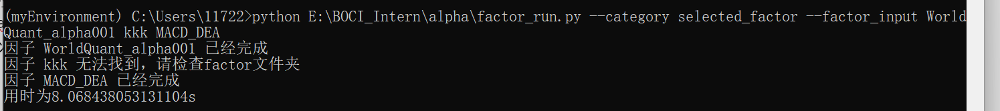 (myEnvironment) C:\Users\11722>python E:\BOCI_Intern\alpha\factor_run.py --category selected_factor --factor_input World
Quant_alpha001 kkk MACD_DEA
因子 WorldQuant_alpha001 已经完成
因子 kkk 无法找到，请检查factor文件夹
因子 MACD_DEA 已经完成
用时为8.068438053131104s